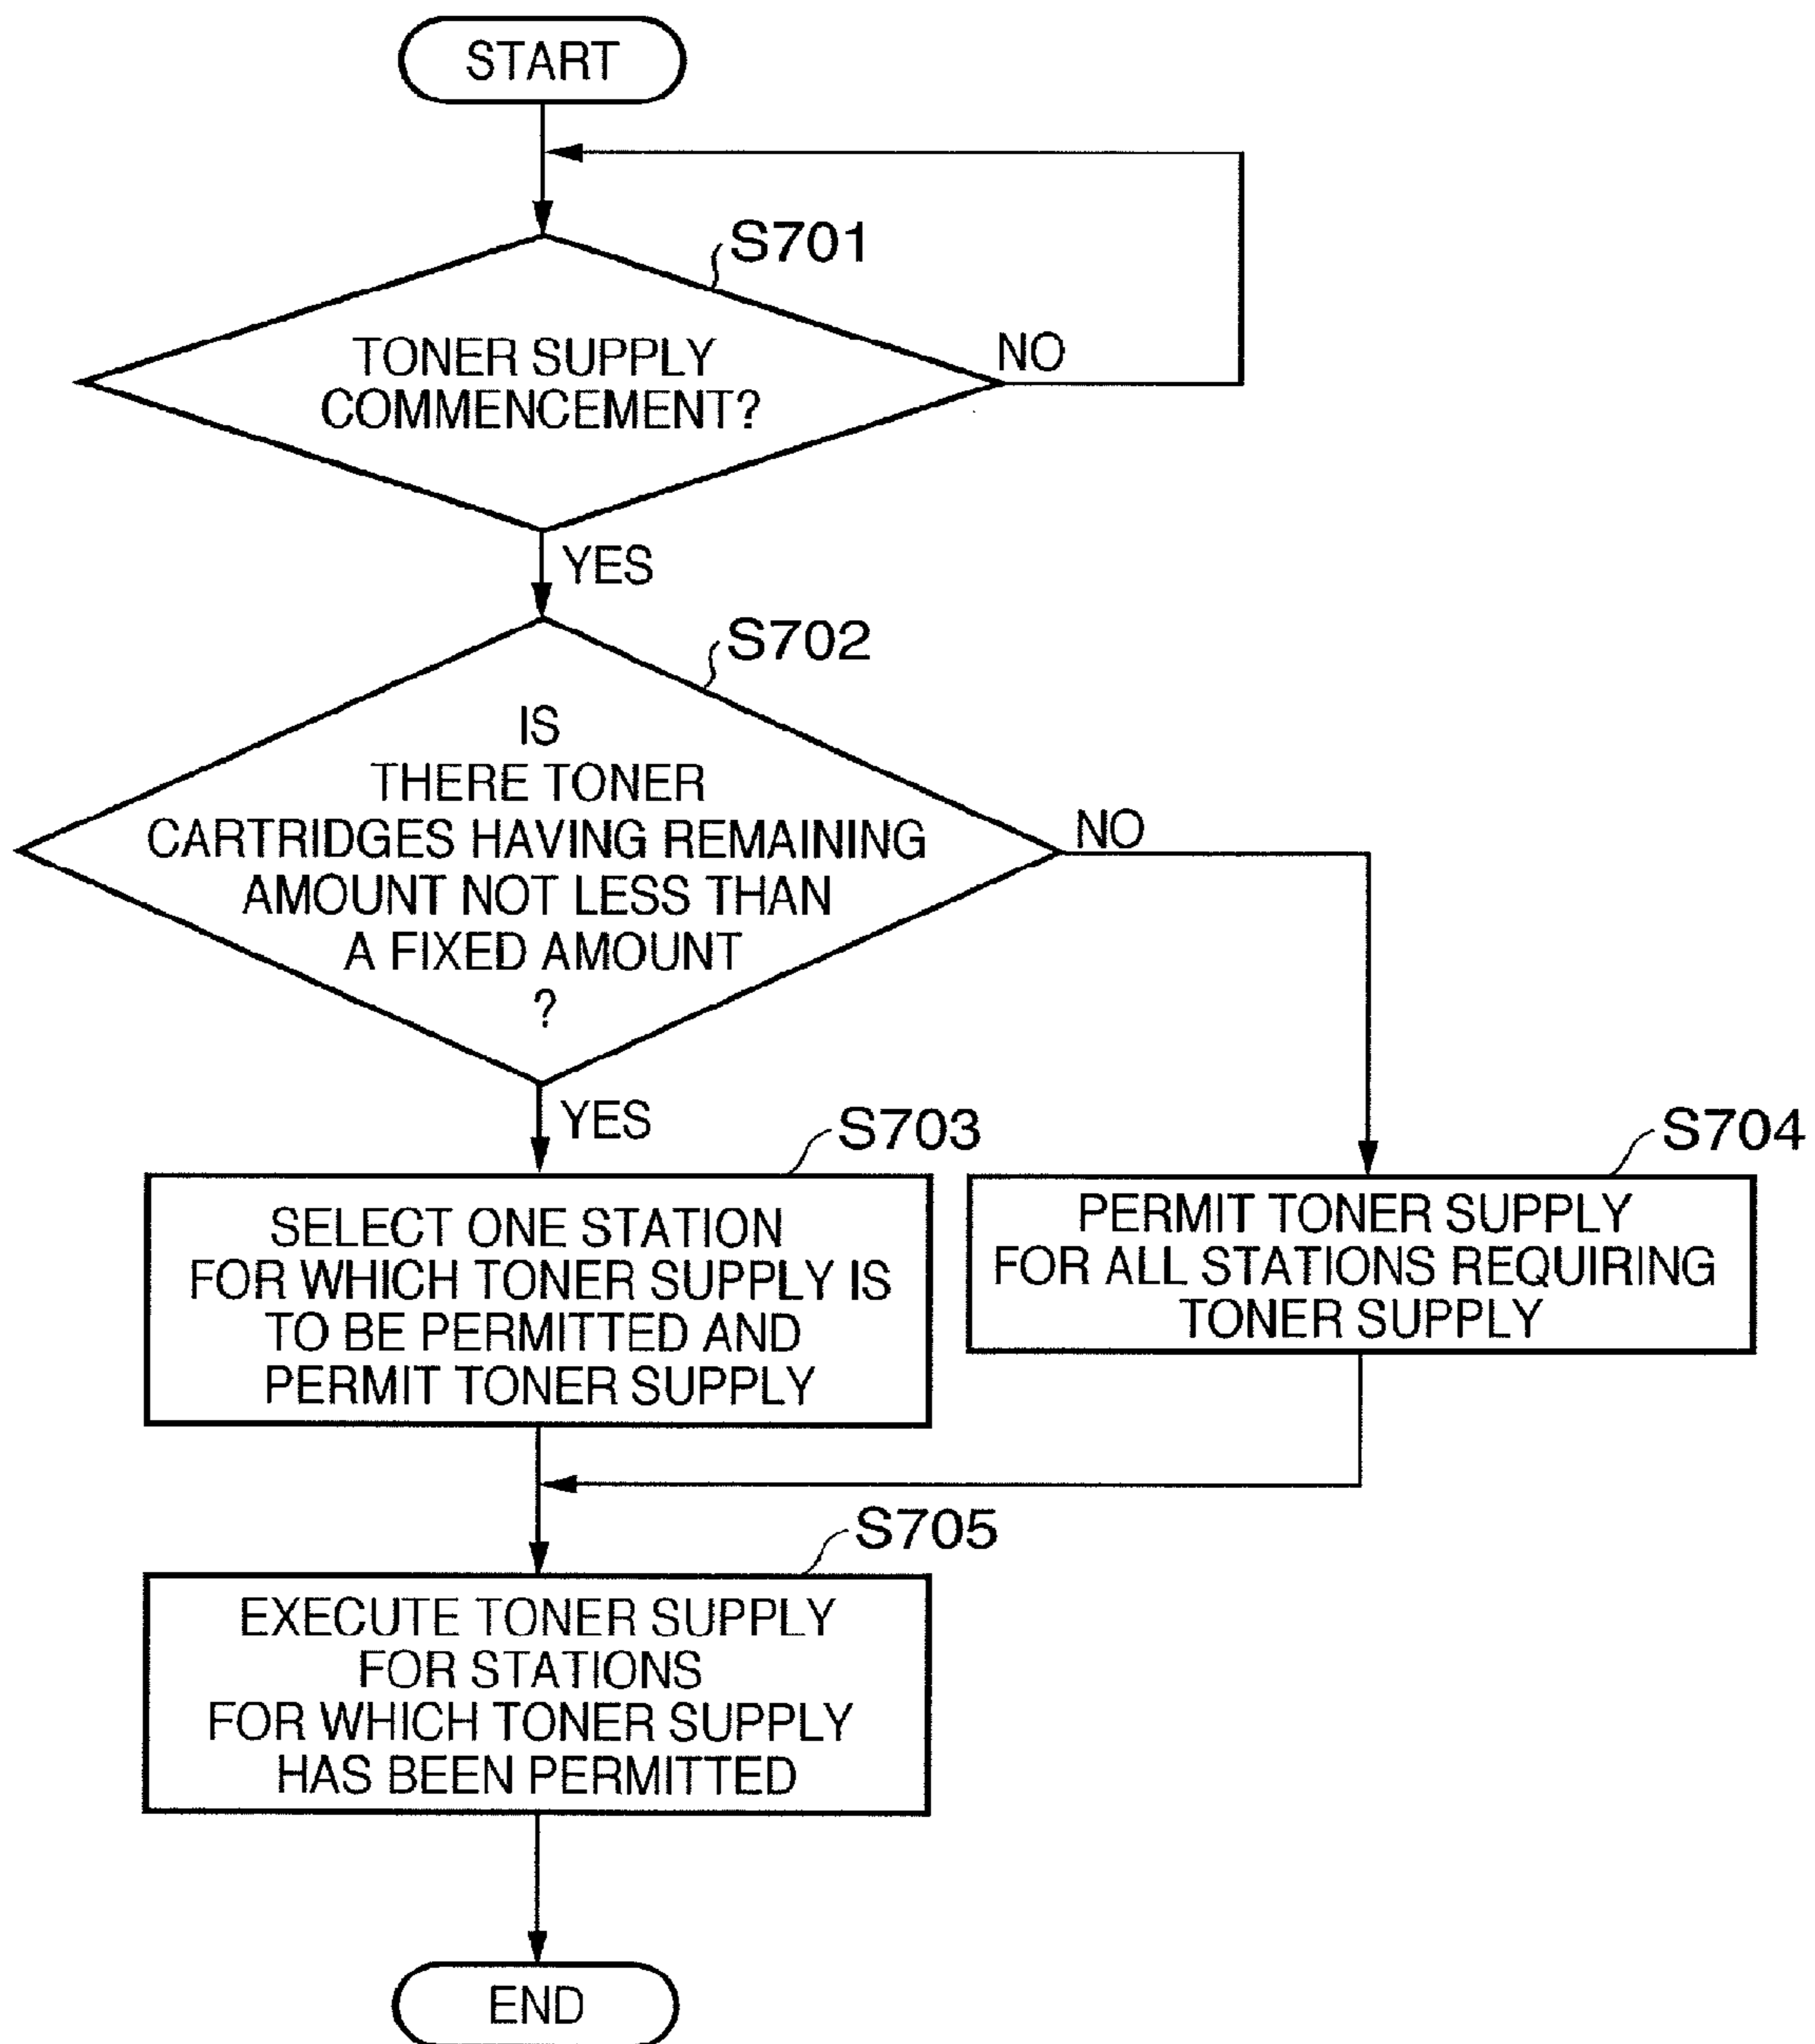 START
S701
TONER SUPPLY
COMMENCEMENT?
NO
YES
S702
IS
THERE TONER
CARTRIDGES HAVING REMAINING
AMOUNT NOT LESS THAN
A FIXED AMOUNT
?
NO
YES
S703
SELECT ONE STATION
FOR WHICH TONER SUPPLY IS
TO BE PERMITTED AND
PERMIT TONER SUPPLY
S704
PERMIT TONER SUPPLY
FOR ALL STATIONS REQUIRING
TONER SUPPLY
S705
EXECUTE TONER SUPPLY
FOR STATIONS
FOR WHICH TONER SUPPLY
HAS BEEN PERMITTED
END